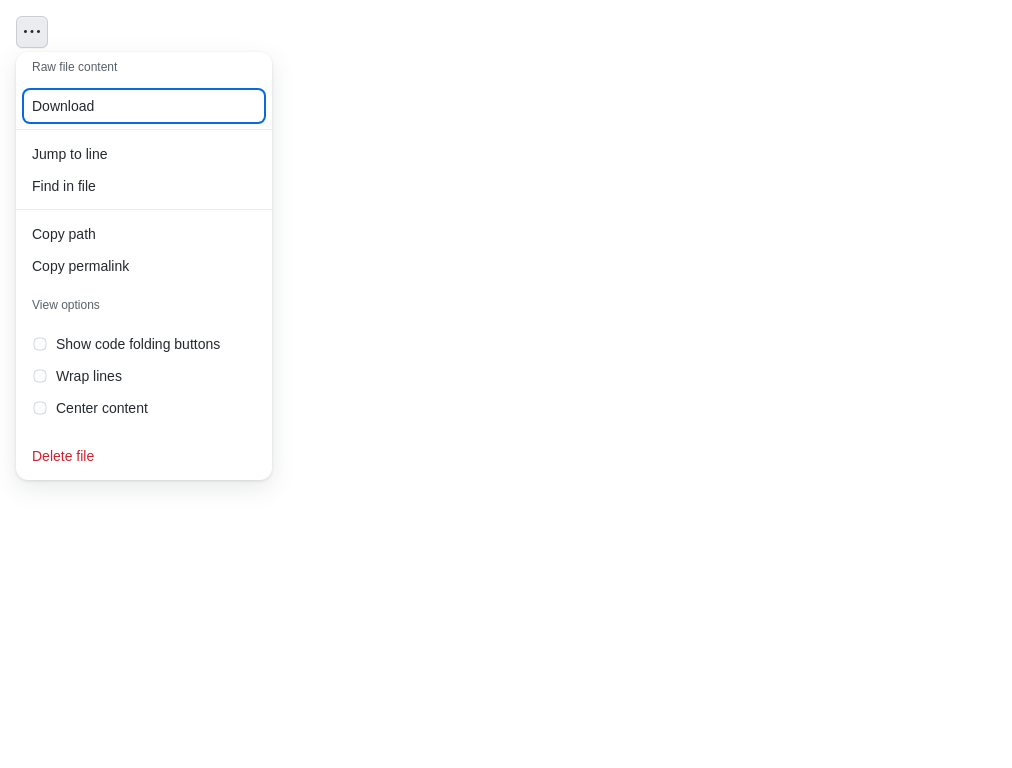 Raw file content
Download
Jump to line
Find in file
Copy path
Copy permalink
View options
Show code folding buttons
Wrap lines
Center content
Delete file